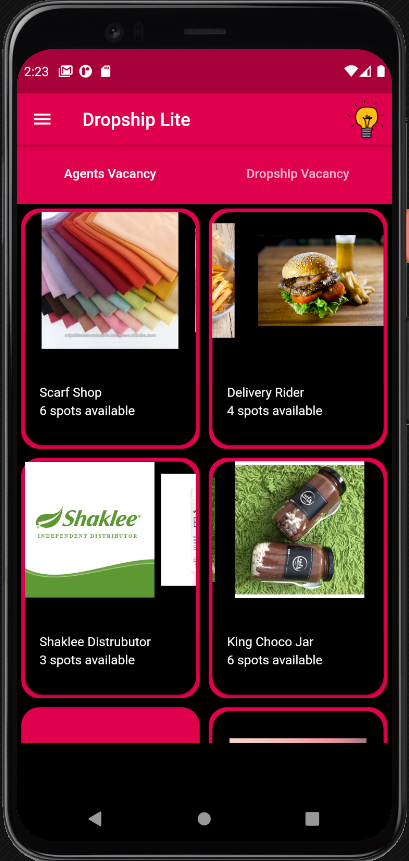 2:23
Dropship Lite
Agents Vacancy
Dropship Vacancy
Scarf Shop
6 spots available
Delivery Rider
4 spots available
Shaklee
INDEPENDENT DISTRIBUTOR
Shaklee Distrubutor
3 spots available
King Choco Jar
6 spots available